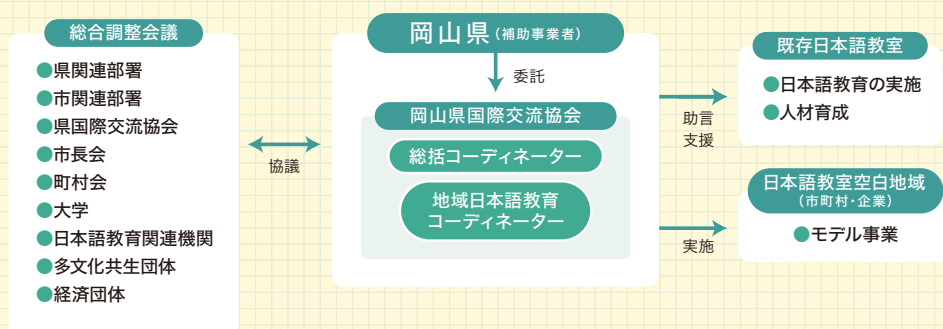 総合調整会議
●県関連部署
●市関連部署
●県国際交流協会
●市長会
●町村会
●大学
●日本語教育関連機関
●多文化共生団体
●経済団体
協議
岡山県(補助事業者)
委託
岡山県国際交流協会
総括コーディネーター
地域日本語教育
コーディネーター
助言
支援
実施
既存日本語教室
●日本語教育の実施
●人材育成
日本語教室空白地域
(市町村・企業)
●モデル事業